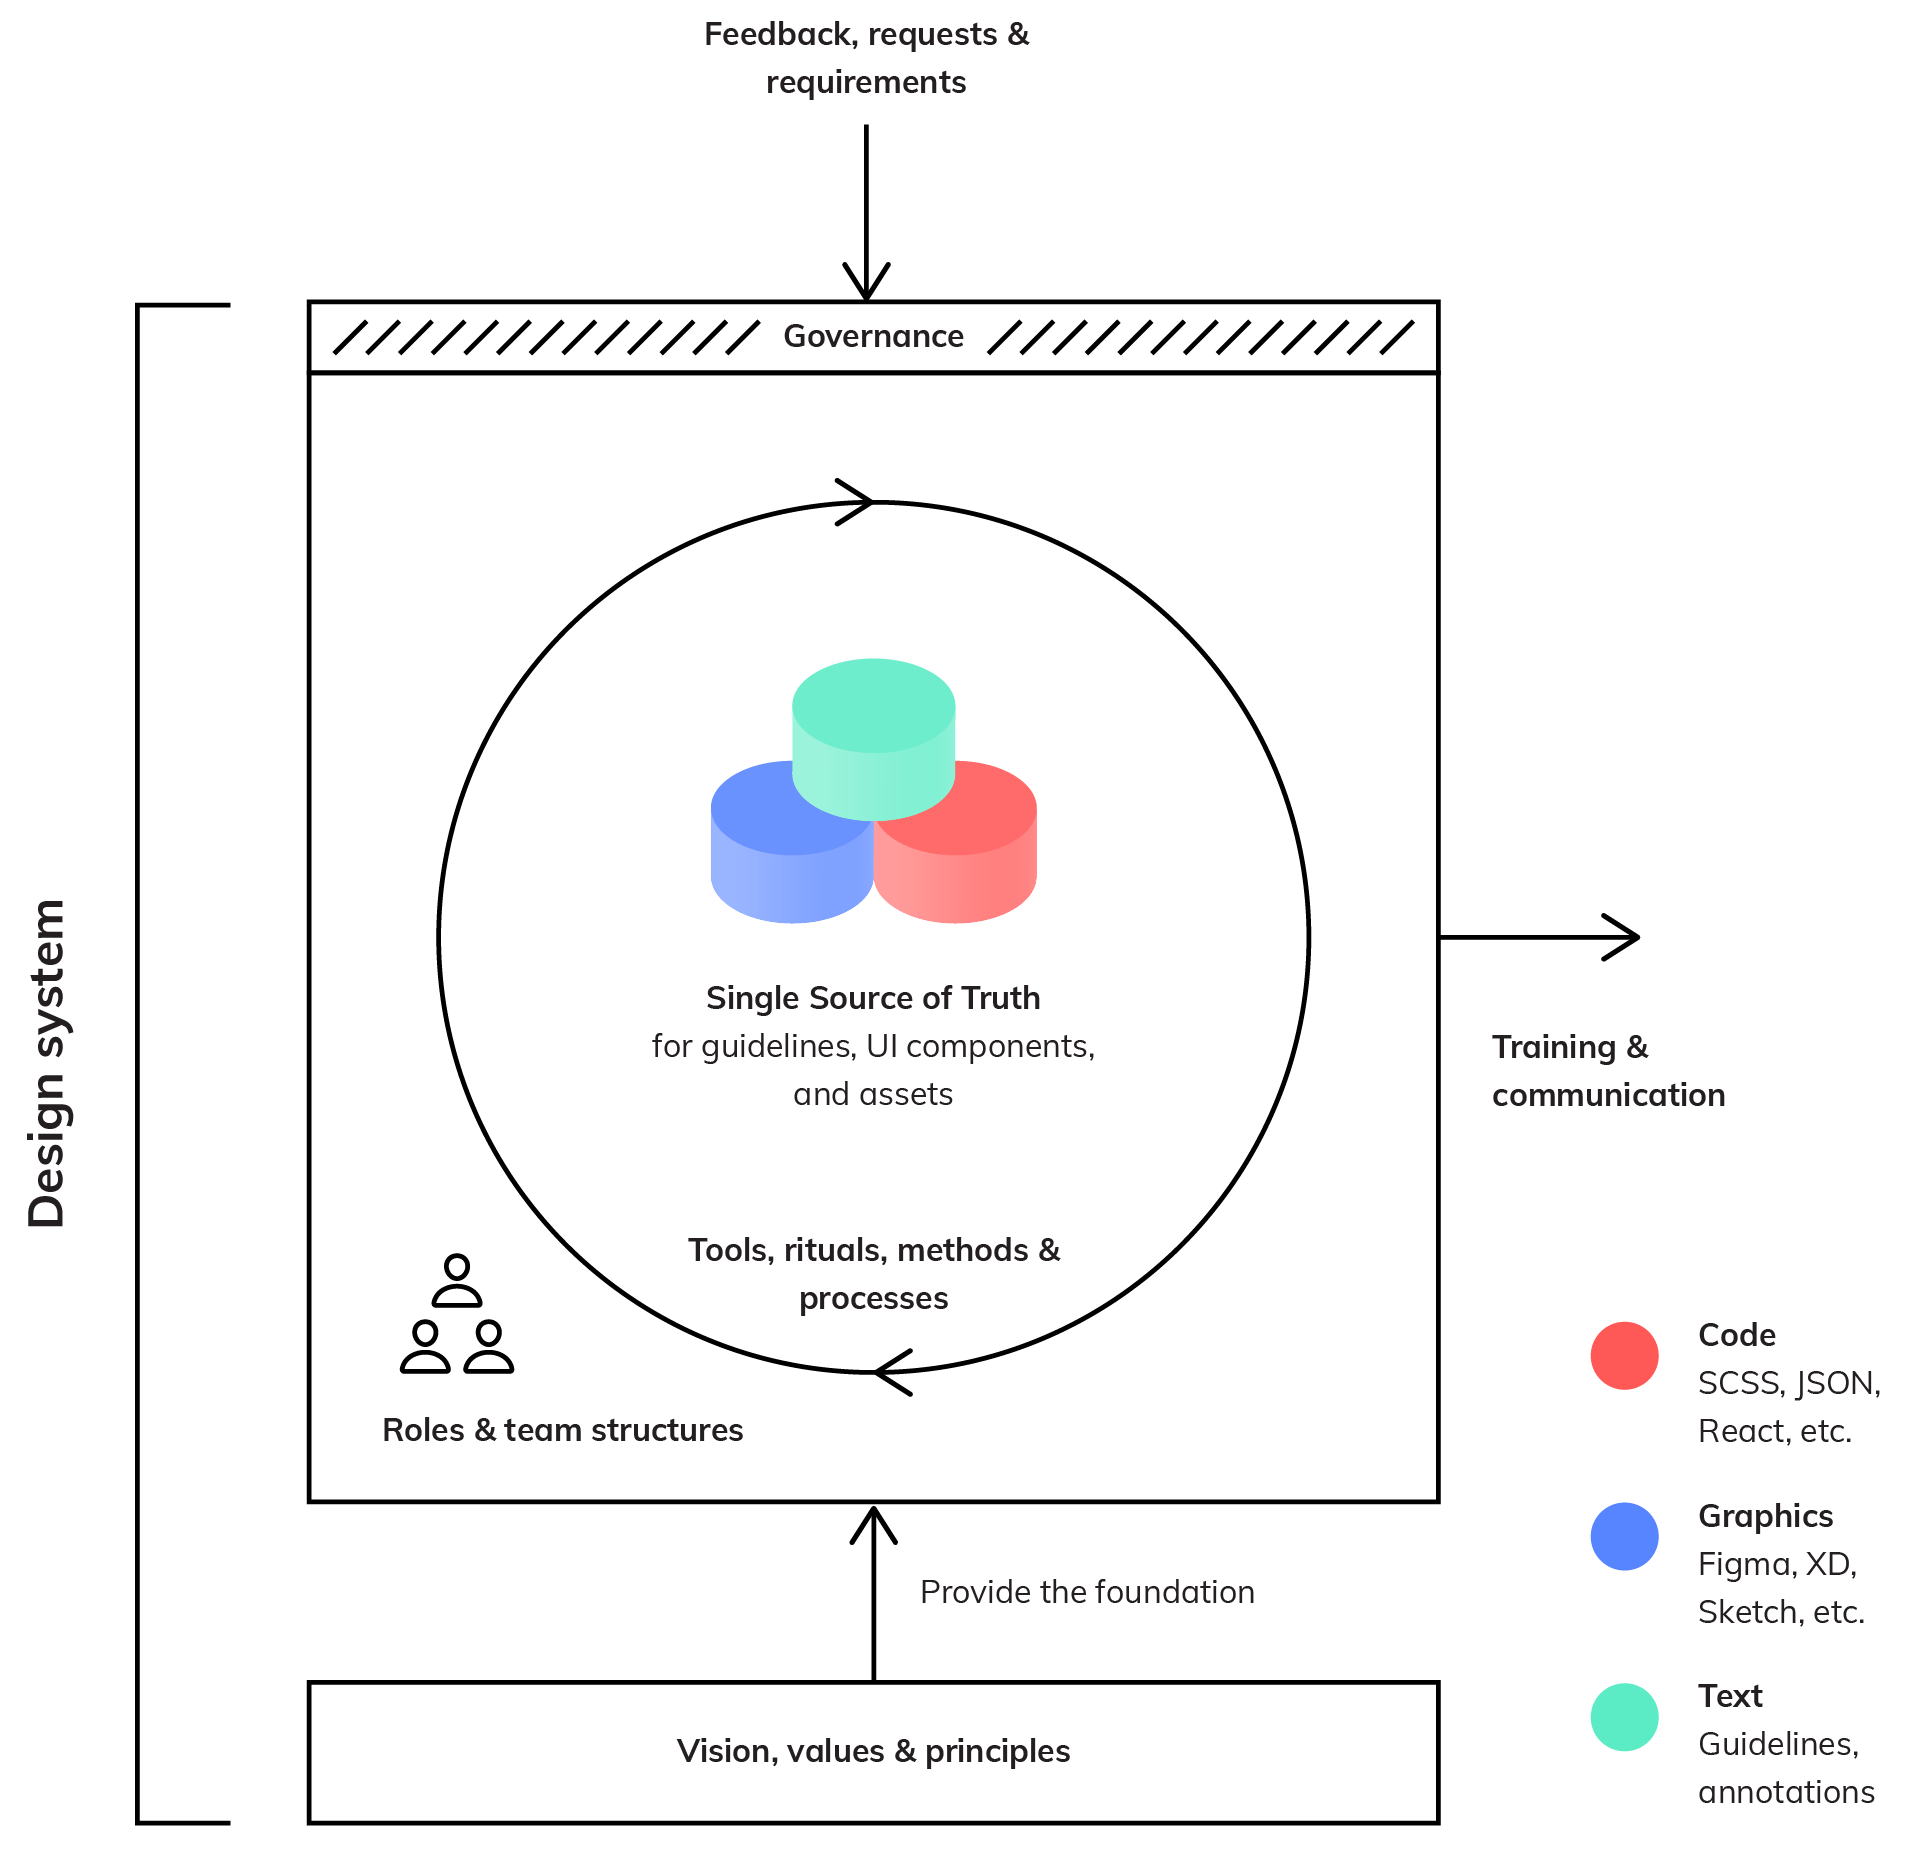 Feedback, requests &
requirements
Governance
Design system
Single Source of Truth
for guidelines, UI components,
and assets
Training &
communication
Tools, rituals, methods &
processes
Roles & team structures
Provide the foundation
Vision, values & principles
Code
SCSS, JSON,
React, etc.
Graphics
Figma, XD,
Sketch, etc.
Text
Guidelines,
annotations